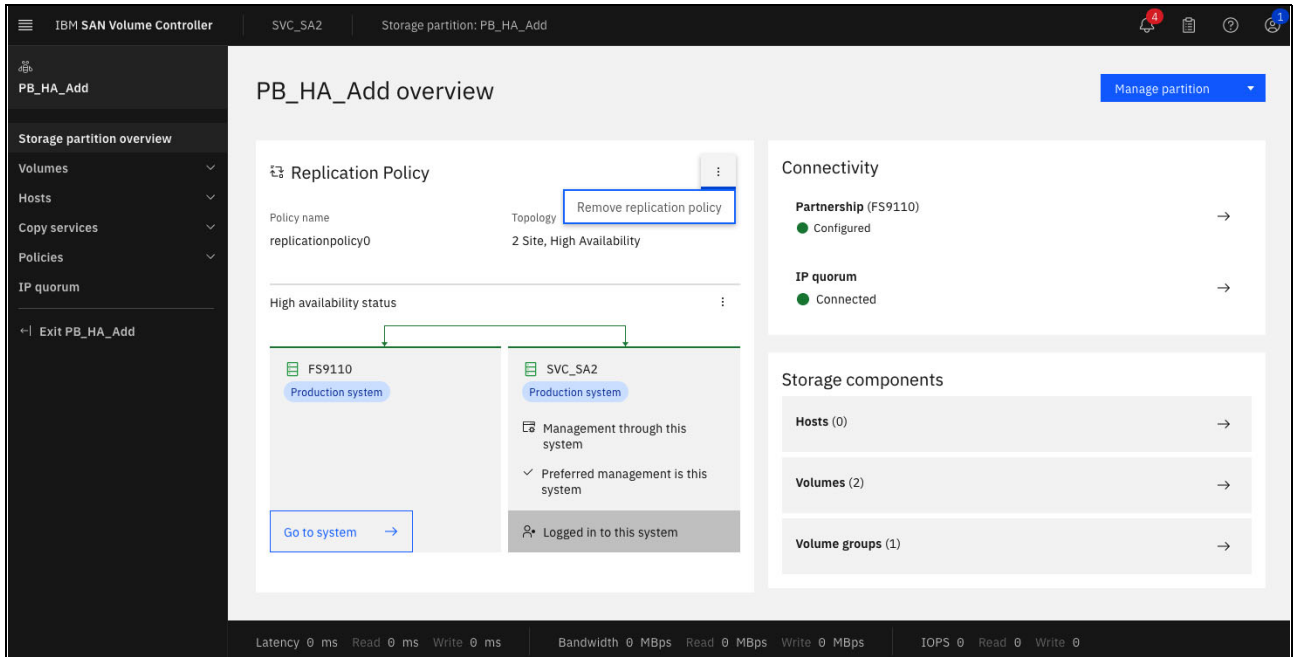 IBM SAN Volume Controller
SVC_SA2
Storage partition: PB_HA_Add
4
1
PB_HA_Add
Storage partition overview
Volumes
Hosts
Copy services
Policies
IP quorum
Exit PB_HA_Add
PB_HA_Add overview
Manage partition
Replication Policy
Remove replication policy
Policy name
replicationpolicy0
Topology
2 Site, High Availability
High availability status
FS9110
Production system
Go to system
SVC_SA2
Production system
Management through this
system
Preferred management is this
system
Logged in to this system
Connectivity
Partnership (FS9110)
Configured
IP quorum
Connected
Storage components
Hosts (0)
Volumes (2)
Volume groups (1)
Latency 0 ms Read 0 ms Write 0 ms
Bandwidth 0 MBps Read 0 MBps Write 0 MBps
IOPS 0 Read 0 Write 0